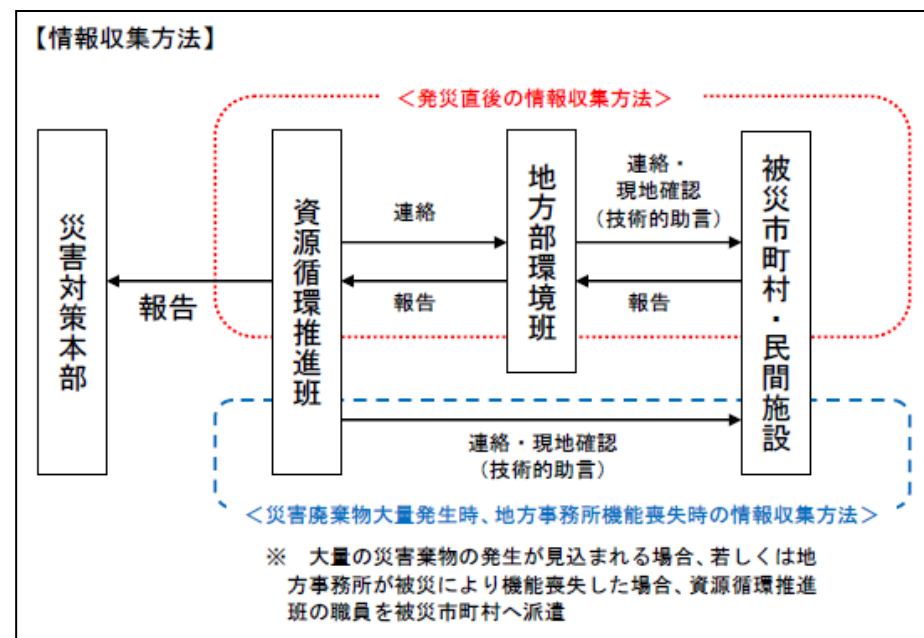 【情報収集方法】
＜発災直後の情報収集方法＞
災害対策本部
報告
資源循環推進班
連絡
報告
地方部環境班
連絡・
現地確認
(技術的助言)
報告
被災市町村・民間施設
連絡・現地確認
(技術的助言)
＜災害廃棄物大量発生時、地方事務所機能喪失時の情報収集方法＞
※　大量の災害棄物の発生が見込まれる場合、若しくは地
方事務所が被災により機能喪失した場合、資源循環推進
班の職員を被災市町村へ派遣